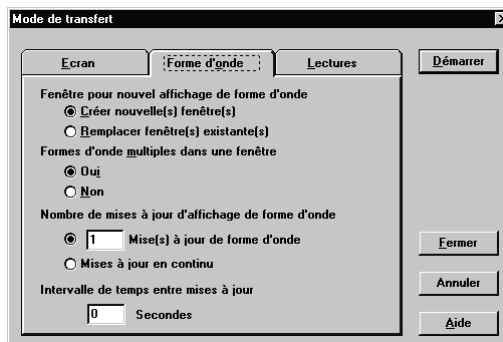 Mode de transfert
Ecran Forme d'onde Lectures Démarrer
Fenêtre pour nouvel affichage de forme d'onde
Créer nouvelle(s) fenêtre(s)
Remplacer fenêtre(s) existante(s)
Formes d'onde multiples dans une fenêtre
Oui
Non
Nombre de mises à jour d'affichage de forme d'onde
1 Mise(s) à jour de forme d'onde
Mises à jour en continu
Intervalle de temps entre mises à jour
0 Secondes
Fermer
Annuler
Aide